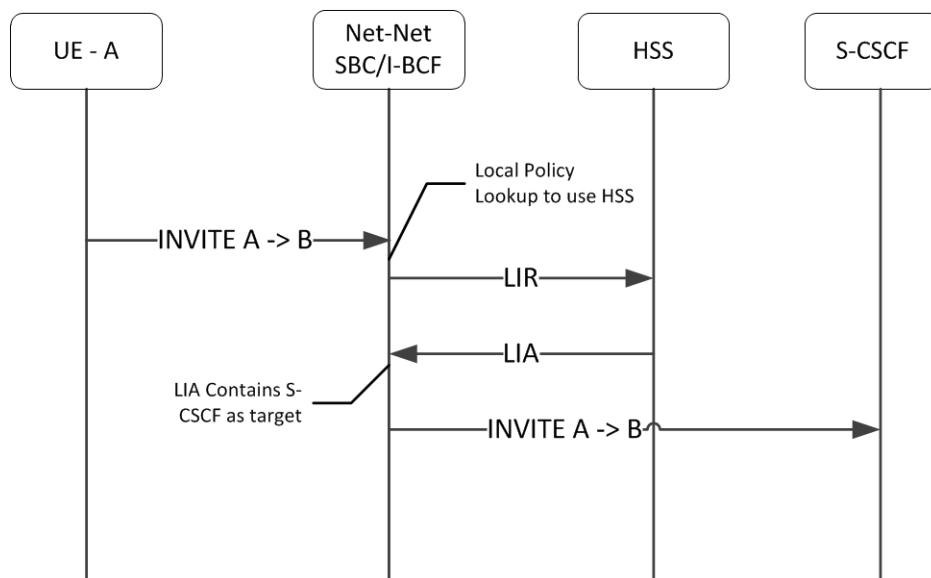 UE - A
Net-Net
SBC/I-BCF
HSS
S-CSCF
Local Policy
Lookup to use HSS
INVITE A -> B
LIR
LIA
LIA Contains S-
CSCF as target
INVITE A -> B